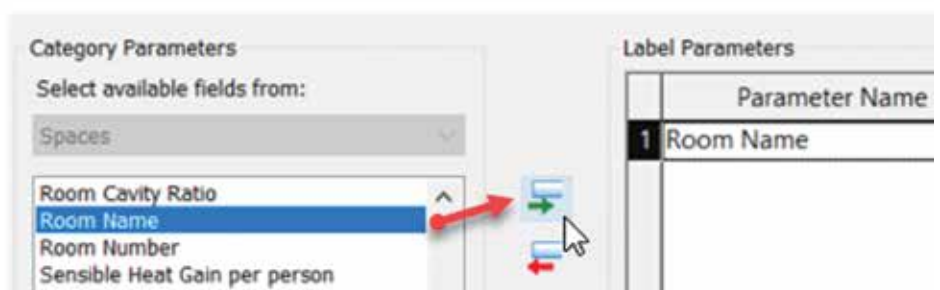 Category Parameters
Select available fields from:
Spaces
Room Cavity Ratio
Room Name
Room Number
Sensible Heat Gain per person
Label Parameters
Parameter Name
1 Room Name